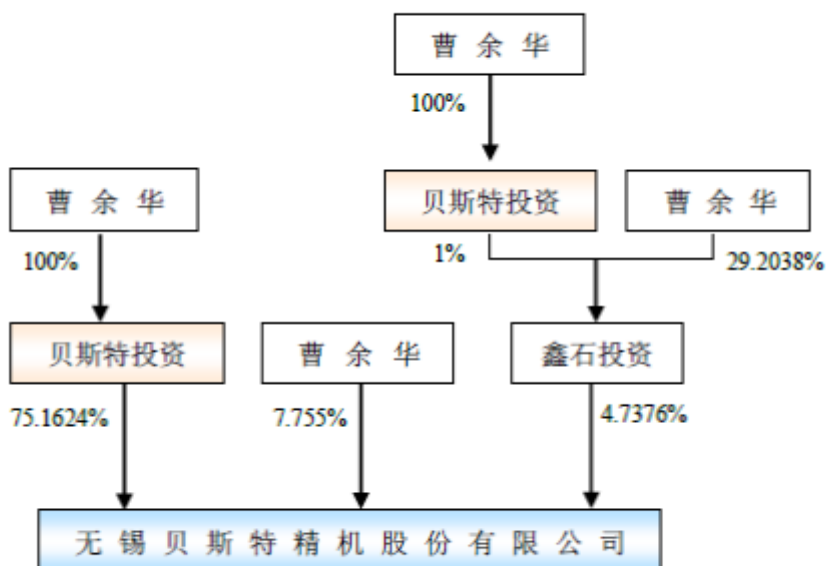 曹余华
100%
曹余华
贝斯特投资
曹余华
100%
1%
29.2038%
贝斯特投资
曹余华
鑫石投资
75.1624%
7.755%
4.7376%
无锡贝斯特精机股份有限公司